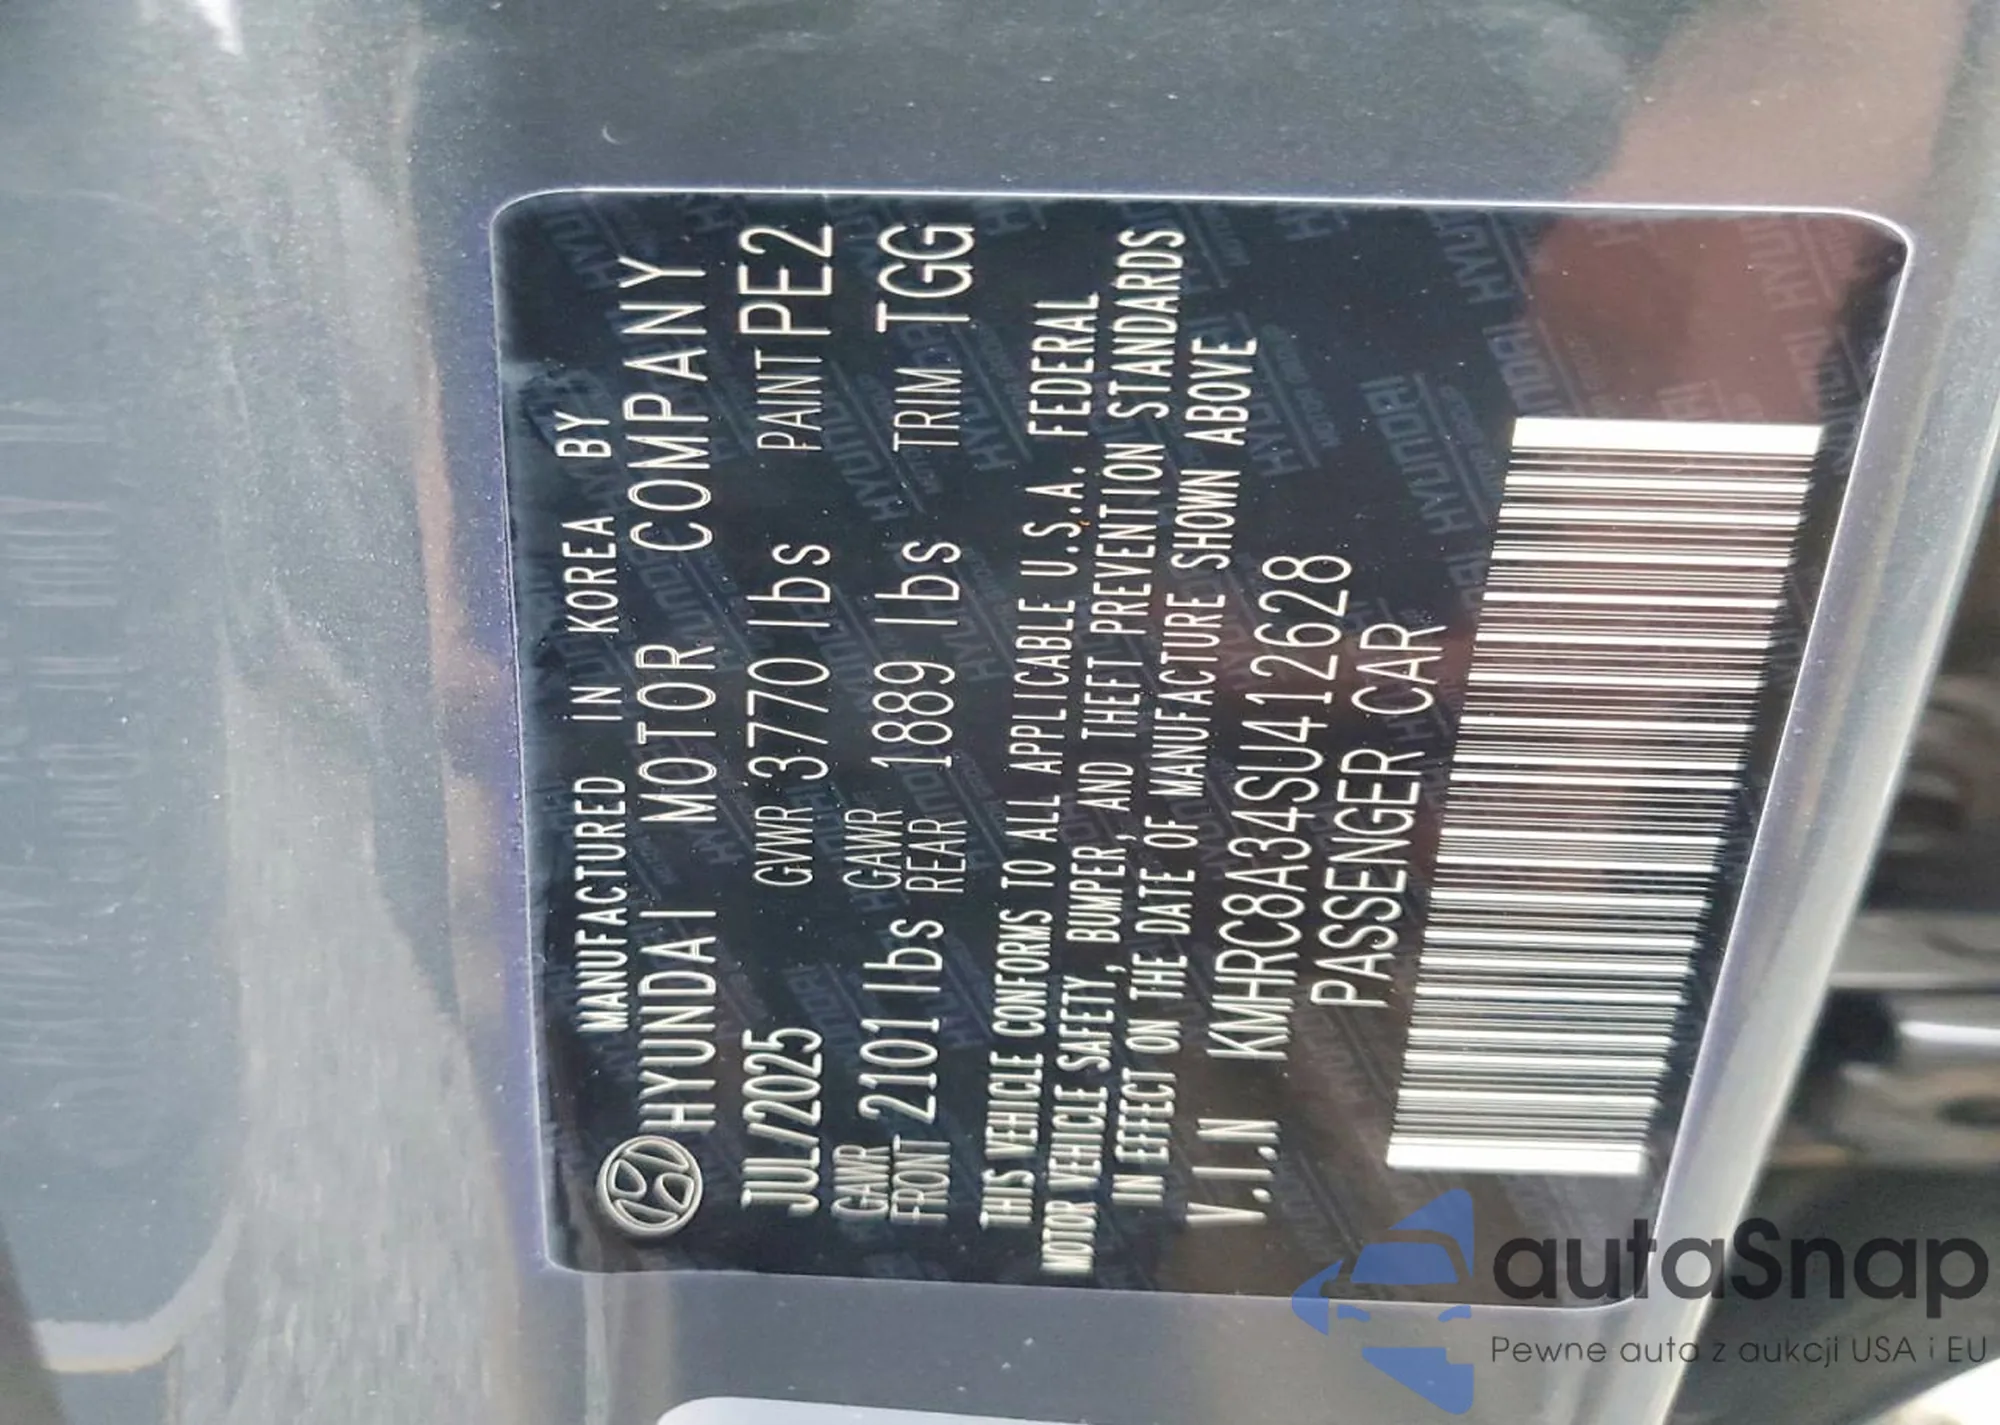 MANUFACTURED IN KOREA BY
HYUNDAI MOTOR COMPANY
JUL/2025 GVWR 3770 lbs PAINT PE2
GAWR FRONT 2101 lbs GAWR REAR 1889 lbs TRIM TGG
THIS VEHICLE CONFORMS TO ALL APPLICABLE U.S.A. FEDERAL
MOTOR VEHICLE SAFETY, BUMPER, AND THEFT PREVENTION STANDARDS
IN EFFECT ON THE DATE OF MANUFACTURE SHOWN ABOVE
V.I.N KMHRC8A34SU412628
PASSENGER CAR
autaSnap
Pewne auta z aukcji USA i EU